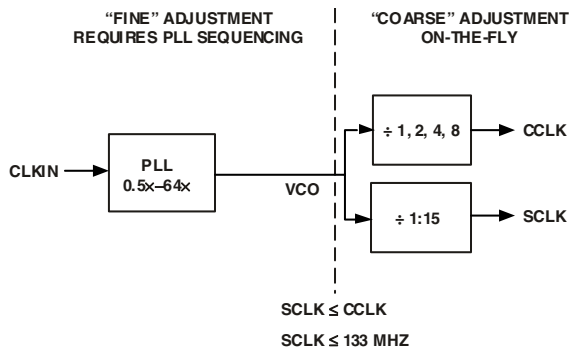 “FINE” ADJUSTMENT
REQUIRES PLL SEQUENCING
“COARSE” ADJUSTMENT
ON-THE-FLY
CLKIN
PLL
0.5×–64×
VCO
÷ 1, 2, 4, 8
CCLK
÷ 1:15
SCLK
SCLK ≤ CCLK
SCLK ≤ 133 MHZ